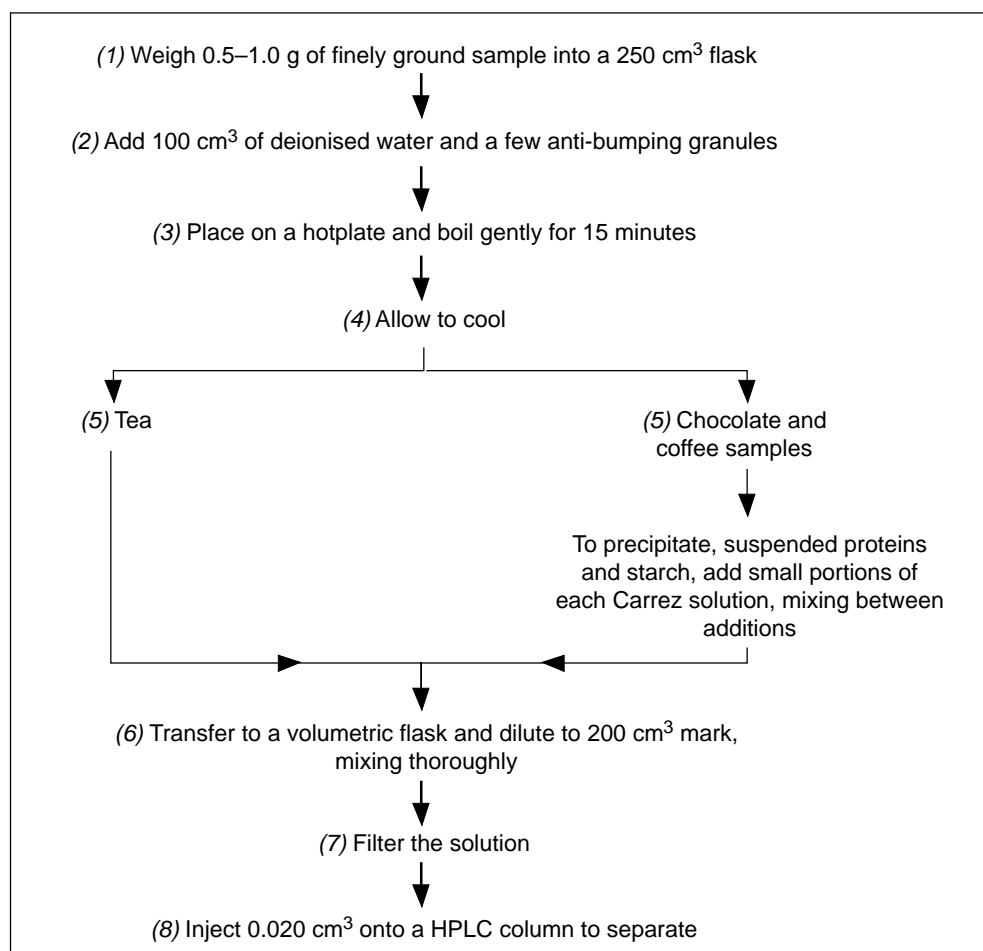 (1) Weigh 0.5–1.0 g of finely ground sample into a 250 cm³ flask
(2) Add 100 cm³ of deionised water and a few anti-bumping granules
(3) Place on a hotplate and boil gently for 15 minutes
(4) Allow to cool
(5) Tea
(5) Chocolate and
coffee samples
To precipitate, suspended proteins
and starch, add small portions of
each Carrez solution, mixing between
additions
(6) Transfer to a volumetric flask and dilute to 200 cm³ mark,
mixing thoroughly
(7) Filter the solution
(8) Inject 0.020 cm³ onto a HPLC column to separate